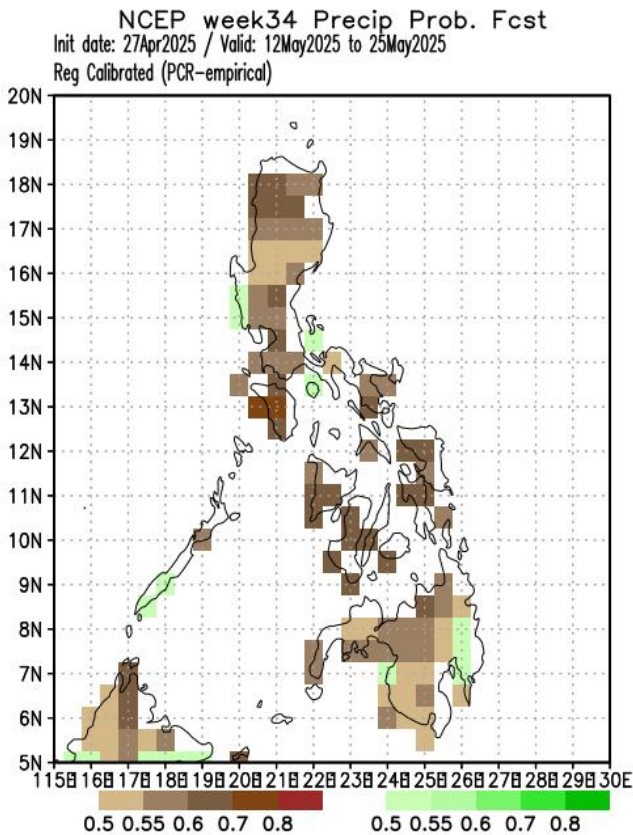 NCEP week34 Precip Prob. Fcst
Init date: 27Apr2025 / Valid: 12May2025 to 25May2025
Reg Calibrated (PCR-empirical)
20N
19N
18N
17N
16N
15N
14N
13N
12N
11N
10N
9N
8N
7N
6N
5N
115E 116E 117E 118E 119E 120E 121E 122E 123E 124E 125E 126E 127E 128E 129E 130E
0.5 0.55 0.6 0.7 0.8 0.5 0.55 0.6 0.7 0.8